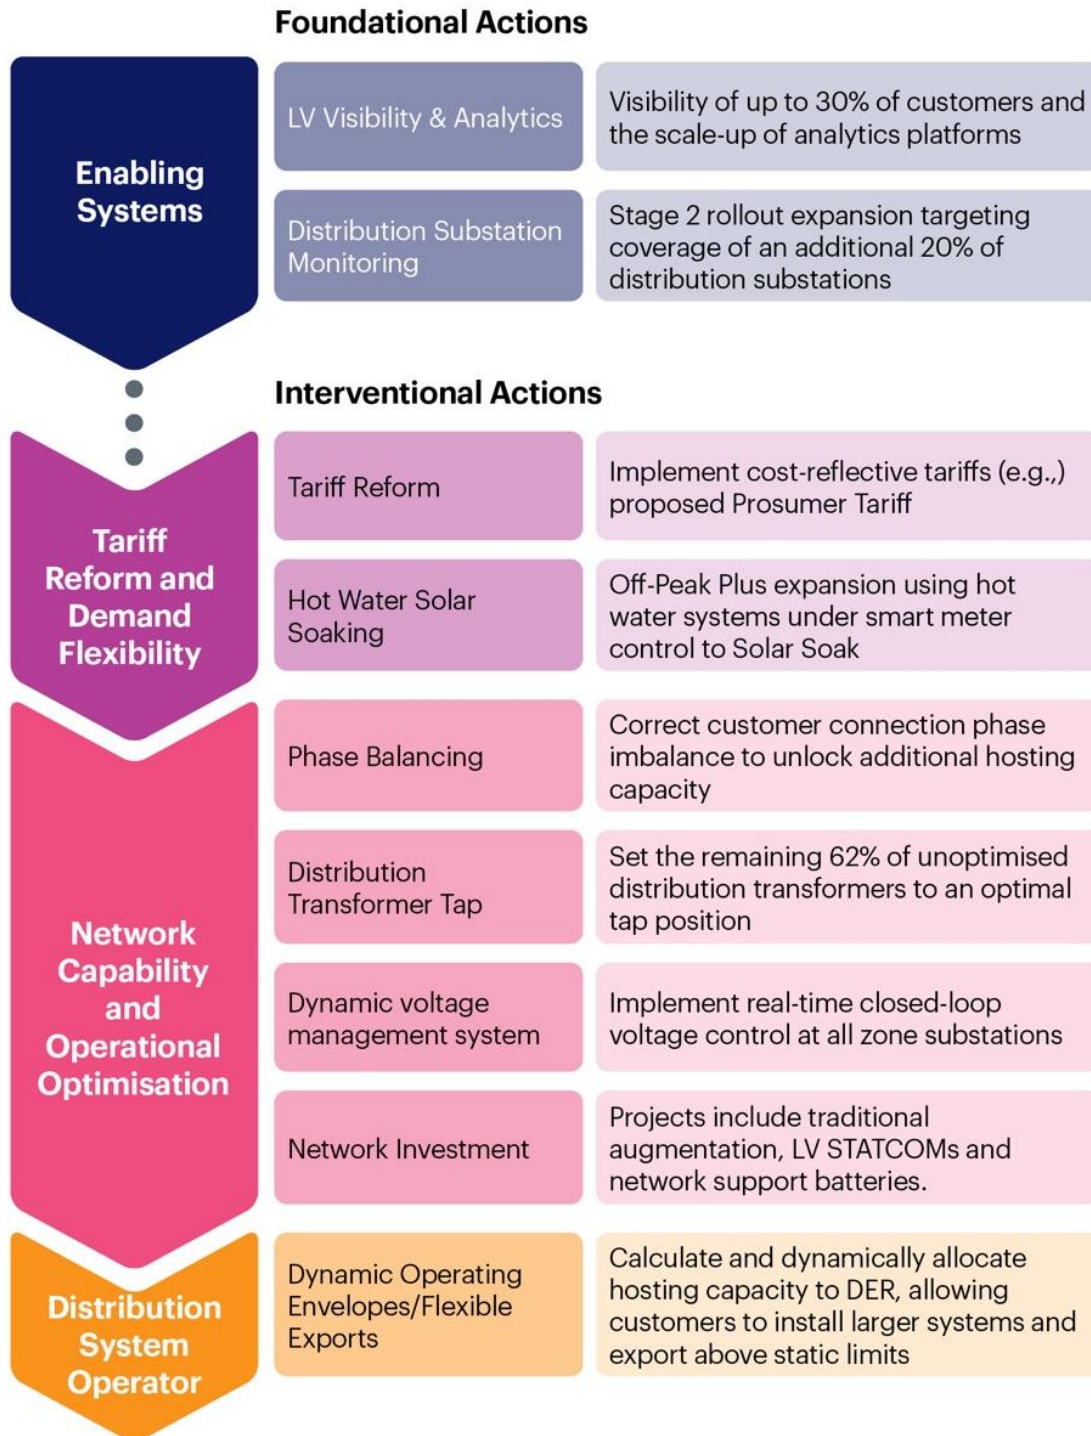 Foundational Actions
Enabling
Systems
LV Visibility & Analytics
Visibility of up to 30% of customers and
the scale-up of analytics platforms
Distribution Substation
Monitoring
Stage 2 rollout expansion targeting
coverage of an additional 20% of
distribution substations
Interventional Actions
Tariff
Reform and
Demand
Flexibility
Tariff Reform
Implement cost-reflective tariffs (e.g.,)
proposed Prosumer Tariff
Hot Water Solar
Soaking
Off-Peak Plus expansion using hot
water systems under smart meter
control to Solar Soak
Network
Capability
and
Operational
Optimisation
Phase Balancing
Correct customer connection phase
imbalance to unlock additional hosting
capacity
Distribution
Transformer Tap
Set the remaining 62% of unoptimised
distribution transformers to an optimal
tap position
Dynamic voltage
management system
Implement real-time closed-loop
voltage control at all zone substations
Network Investment
Projects include traditional
augmentation, LV STATCOMs and
network support batteries.
Distribution
System
Operator
Dynamic Operating
Envelopes/Flexible
Exports
Calculate and dynamically allocate
hosting capacity to DER, allowing
customers to install larger systems and
export above static limits